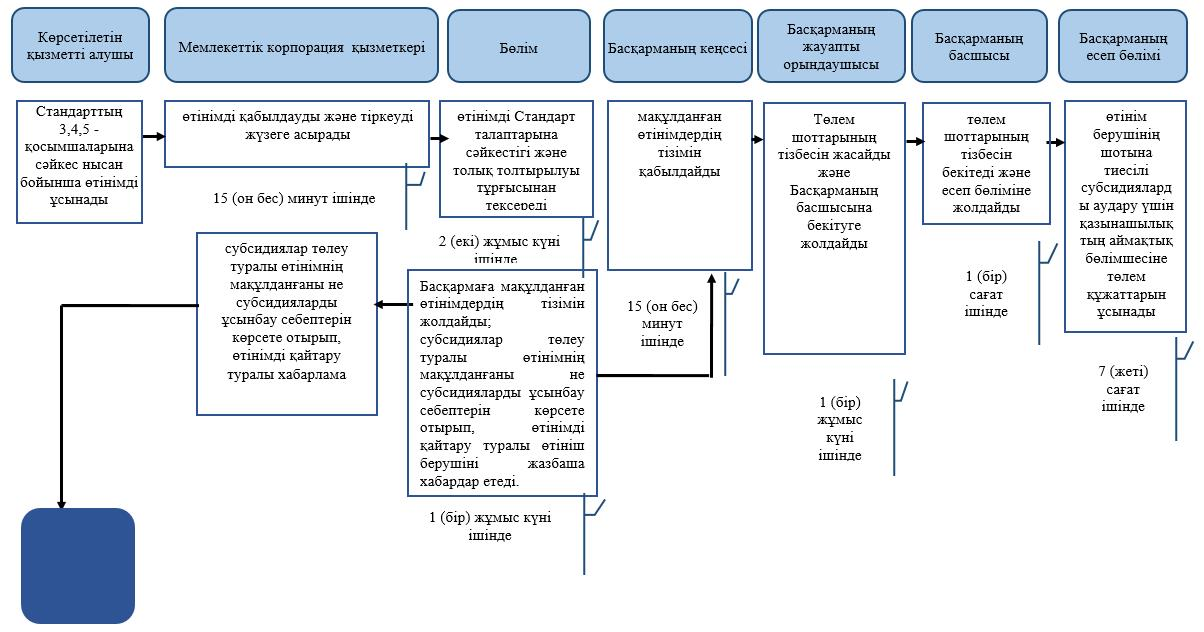 Көрсетілетін
қызметті алушы
Мемлекеттік корпорация қызметкері
Бөлім
Басқарманың кеңсесі
Басқарманың
жауапты
орындаушысы
Басқарманың
басшысы
Басқарманың
есеп бөлімі
Стандарттың
3,4,5 -
қосымшаларына
сәйкес нысан
бойынша өтінімді
ұсынады
өтінімді қабылдауды және тіркеуді
жүзеге асырады
15 (он бес) минут ішінде
өтінімді Стандарт
талаптарына
сәйкестігі және
толық толтырылуы
тұрғысынан
тексереді
2 (екі) жұмыс күні
ішінде
мақұлданған
өтінімдердің
тізімін
қабылдайды
15 (он бес)
минут
ішінде
Төлем
шоттарының
тізбесін жасайды
және
Басқарманың
басшысына
бекітуге
жолдайды
1 (бір)
жұмыс
күні
ішінде
төлем
шоттарының
тізбесін
бекітеді және
есеп бөліміне
жолдайды
1 (бір)
сағат
ішінде
өтінім
берушінің
шотына
тиесілі
субсидиялард
ы аудару үшін
қазынашылық
тың аймақтық
бөлімшесіне
төлем
құжаттарын
ұсынады
7 (жеті)
сағат
ішінде
субсидиялар төлеу
туралы өтінімнің
мақұлданғаны не
субсидияларды
ұсынбау себептерін
көрсете отырып,
өтінімді қайтару
туралы хабарлама
Басқармаға мақұлданған
өтінімдердің тізімін
жолдайды;
субсидиялар төлеу
туралы өтінімнің
мақұлданғаны не
субсидияларды ұсынбау
себептерін көрсете
отырып, өтінімді
қайтару туралы өтініш
берушіні жазбаша
хабардар етеді.
1 (бір) жұмыс күні
ішінде